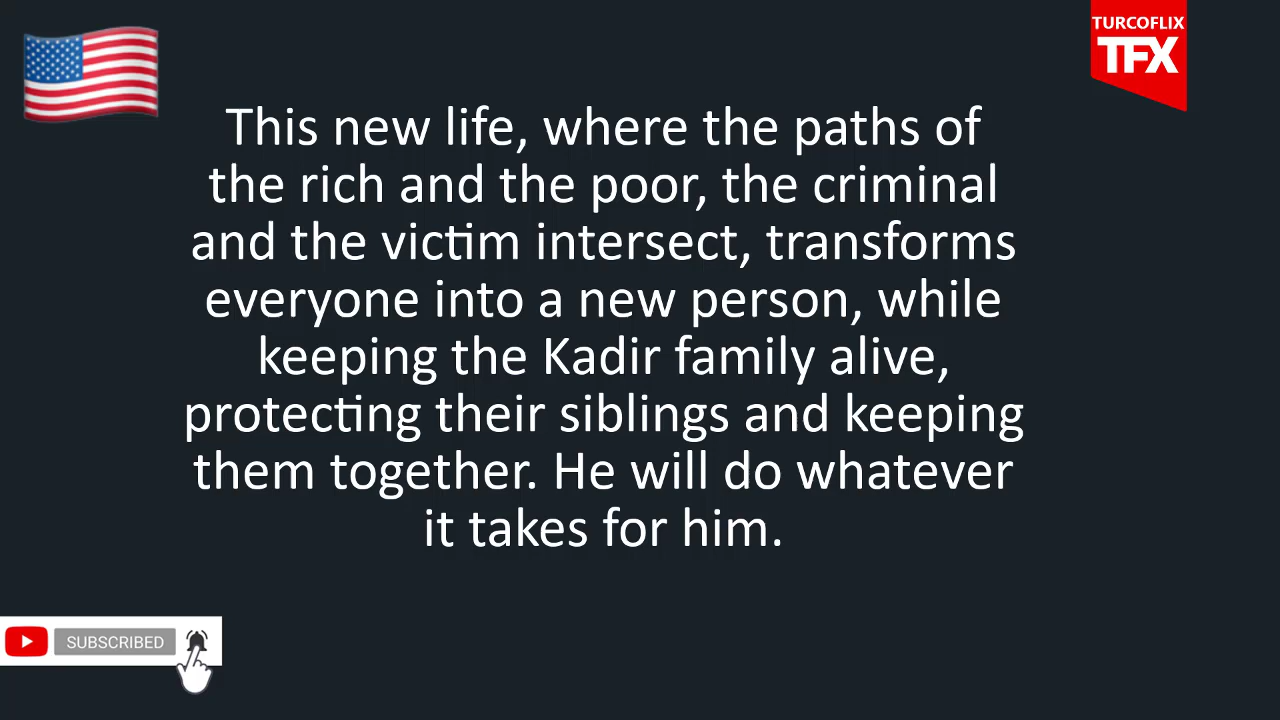 TURCOFLIX
TFX
This new life, where the paths of
the rich and the poor, the criminal
and the victim intersect, transforms
everyone into a new person, while
keeping the Kadir family alive,
protecting their siblings and keeping
them together. He will do whatever
it takes for him.
SUBSCRIBED